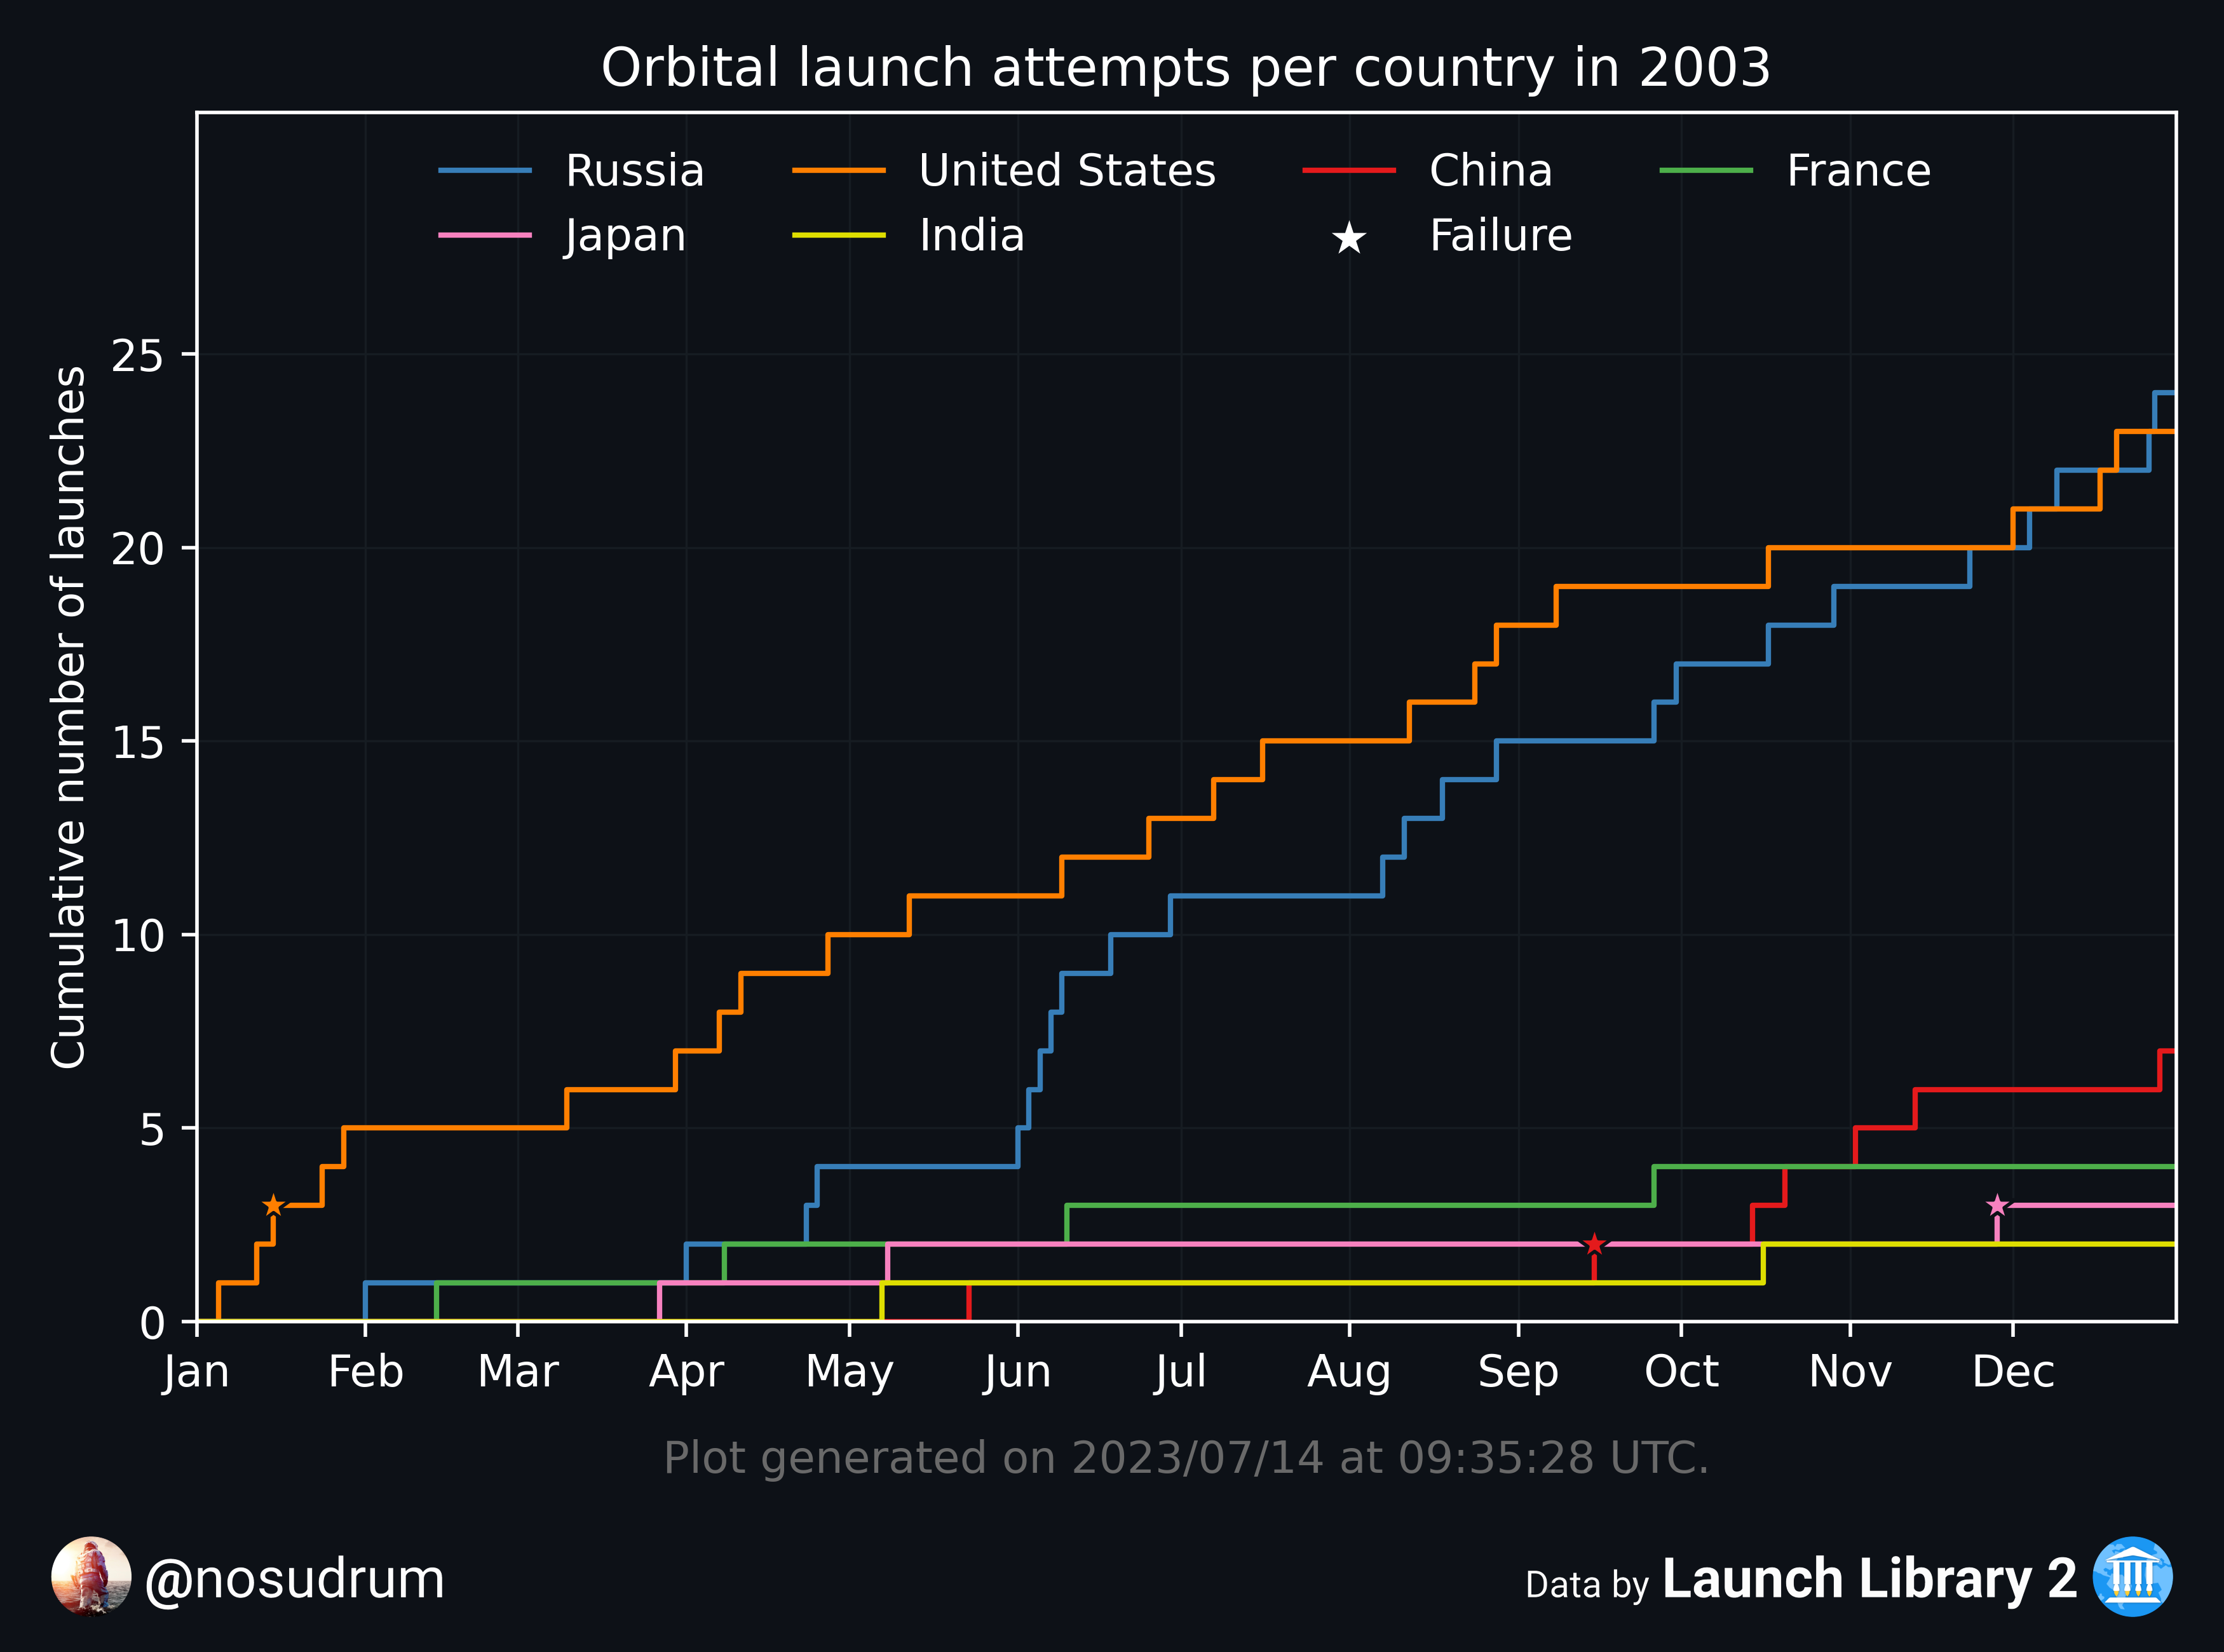 Orbital launch attempts per country in 2003
Russia United States China France
Japan India Failure
Cumulative number of launches
25
20
15
10
5
0
Jan Feb Mar Apr May Jun Jul Aug Sep Oct Nov Dec
Plot generated on 2023/07/14 at 09:35:28 UTC.
@nosudrum
Data by Launch Library 2